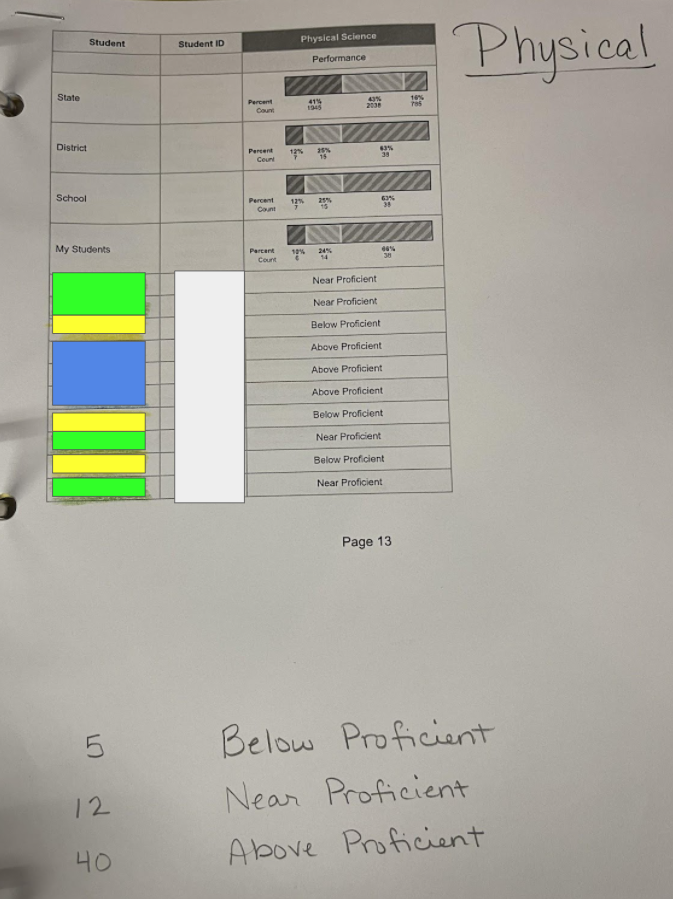 Physical
Student Student ID Physical Science
Performance
State
Percent 41% 43% 16%
Count 1945 2038
District
Percent 12% 25% 63%
Count 7 15 38
School
Percent 12% 25% 63%
Count 7 15 38
My Students
Percent 10% 24% 66%
Count 6 14 38
Near Proficient
Near Proficient
Below Proficient
Above Proficient
Above Proficient
Above Proficient
Below Proficient
Near Proficient
Below Proficient
Near Proficient
Page 13
5 Below Proficient
12 Near Proficient
40 Above Proficient